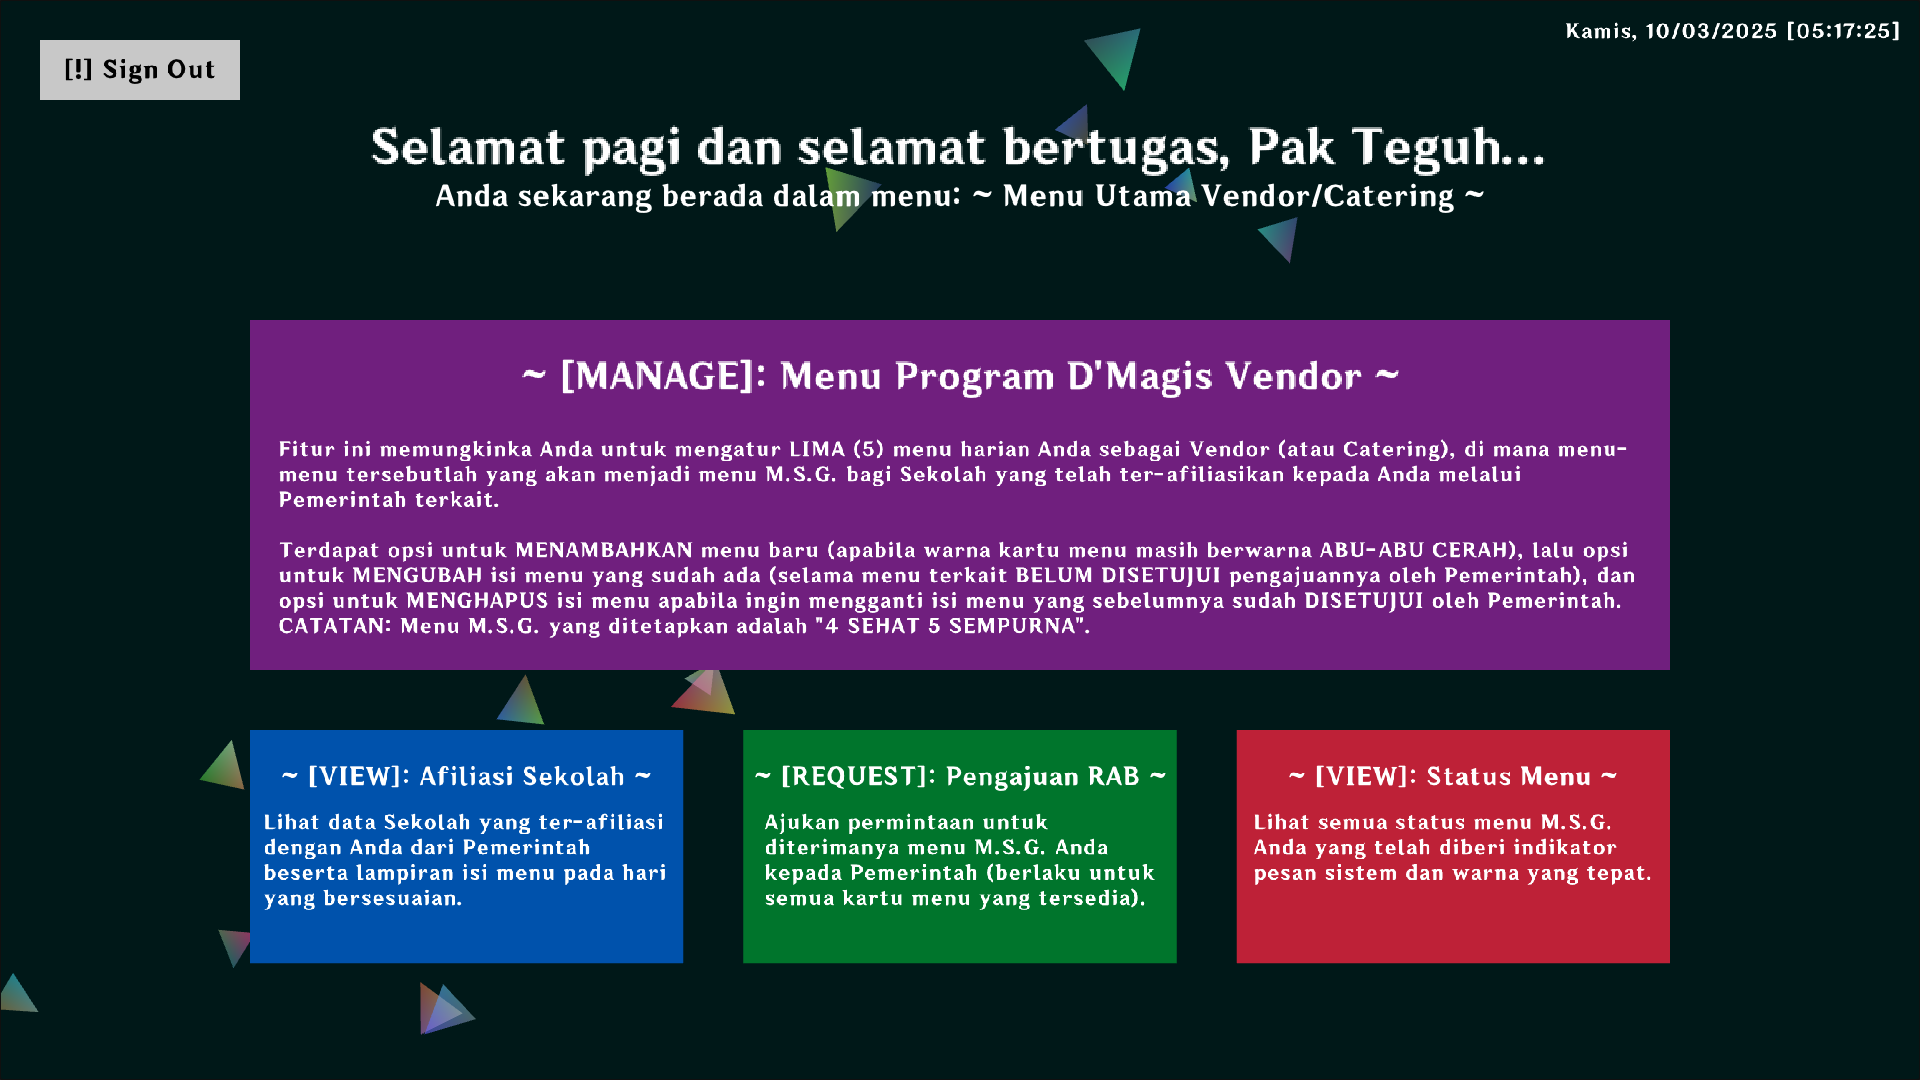 Kamis, 10/03/2025 [05:17:25]
[!] Sign Out
Selamat pagi dan selamat bertugas, Pak Teguh...
Anda sekarang berada dalam menu: ~ Menu Utama Vendor/Catering ~
~ [MANAGE]: Menu Program D'Magis Vendor ~
Fitur ini memungkinka Anda untuk mengatur LIMA (5) menu harian Anda sebagai Vendor (atau Catering), di mana menu-
menu tersebutlah yang akan menjadi menu M.S.G. bagi Sekolah yang telah ter-afiliasikan kepada Anda melalui
Pemerintah terkait.
Terdapat opsi untuk MENAMBAHKAN menu baru (apabila warna kartu menu masih berwarna ABU-ABU CERAH), lalu opsi
untuk MENGUBAH isi menu yang sudah ada (selama menu terkait BELUM DISETUJUI pengajuannya oleh Pemerintah), dan
opsi untuk MENGHAPUS isi menu apabila ingin mengganti isi menu yang sebelumnya sudah DISETUJUI oleh Pemerintah.
CATATAN: Menu M.S.G. yang ditetapkan adalah "4 SEHAT 5 SEMPURNA".
~ [VIEW]: Afiliasi Sekolah ~
Lihat data Sekolah yang ter-afiliasi
dengan Anda dari Pemerintah
beserta lampiran isi menu pada hari
yang bersesuaian.
~ [REQUEST]: Pengajuan RAB ~
Ajukan permintaan untuk
diterimanya menu M.S.G. Anda
kepada Pemerintah (berlaku untuk
semua kartu menu yang tersedia).
~ [VIEW]: Status Menu ~
Lihat semua status menu M.S.G.
Anda yang telah diberi indikator
pesan sistem dan warna yang tepat.